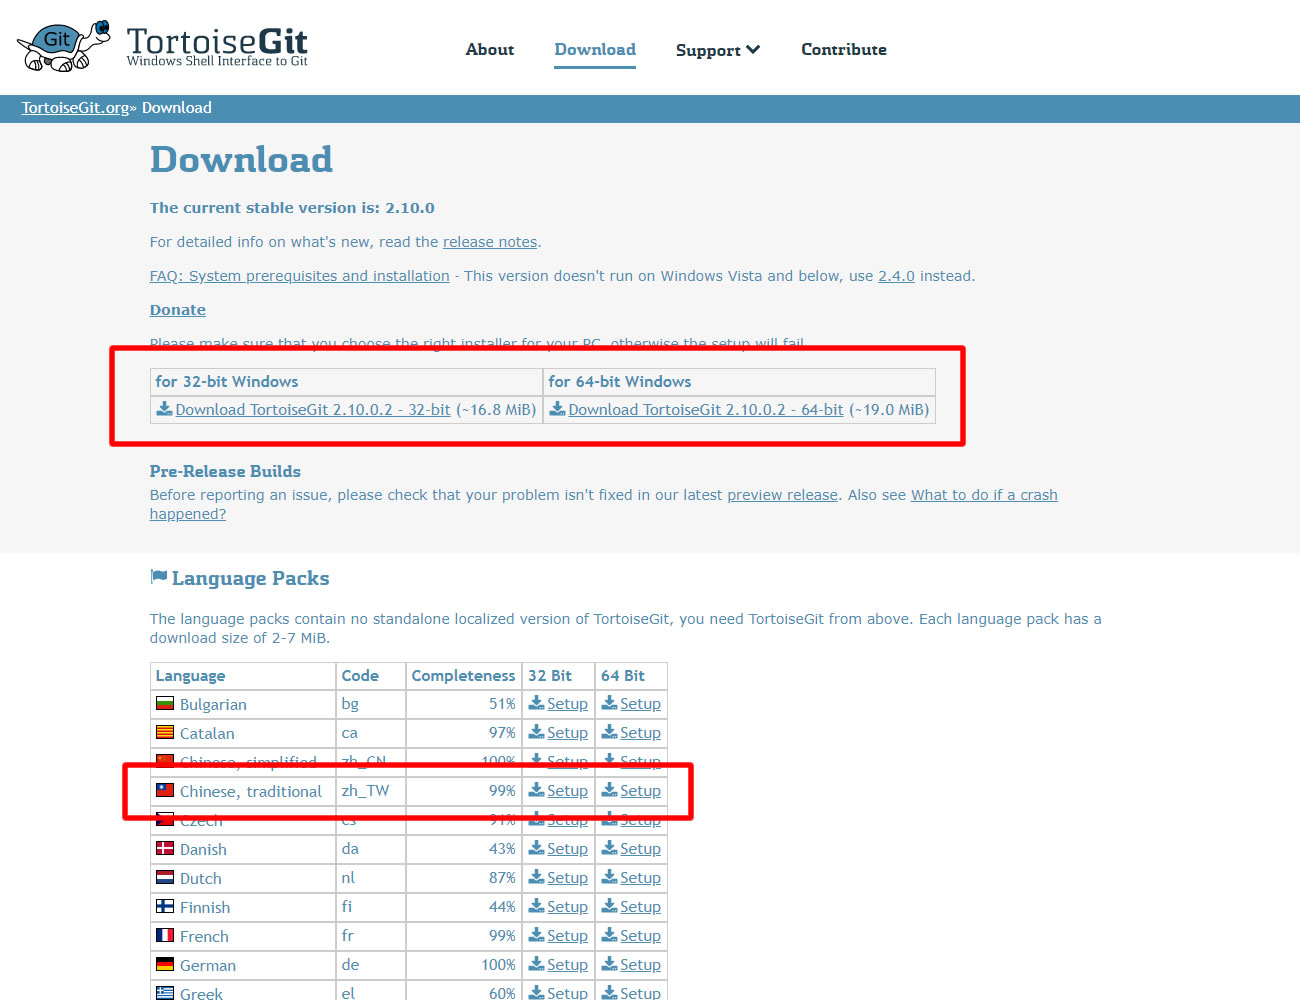 Git TortoiseGit
Windows Shell Interface to Git
About Download Support Contribute
TortoiseGit.org» Download
Download
The current stable version is: 2.10.0
For detailed info on what's new, read the release notes.
FAQ: System prerequisites and installation - This version doesn't run on Windows Vista and below, use 2.4.0 instead.
Donate
Please make sure that you choose the right installer for your PC, otherwise the setup will fail.
for 32-bit Windows for 64-bit Windows
Download TortoiseGit 2.10.0.2 - 32-bit (~16.8 MiB) Download TortoiseGit 2.10.0.2 - 64-bit (~19.0 MiB)
Pre-Release Builds
Before reporting an issue, please check that your problem isn't fixed in our latest preview release. Also see What to do if a crash
happened?
Language Packs
The language packs contain no standalone localized version of TortoiseGit, you need TortoiseGit from above. Each language pack has a
download size of 2-7 MiB.
Language Code Completeness 32 Bit 64 Bit
Bulgarian bg 51% Setup Setup
Catalan ca 97% Setup Setup
Chinese, simplified zh_CN 100% Setup Setup
Chinese, traditional zh_TW 99% Setup Setup
Czech cs 91% Setup Setup
Danish da 43% Setup Setup
Dutch nl 87% Setup Setup
Finnish fi 44% Setup Setup
French fr 99% Setup Setup
German de 100% Setup Setup
Greek el 60% Setup Setup